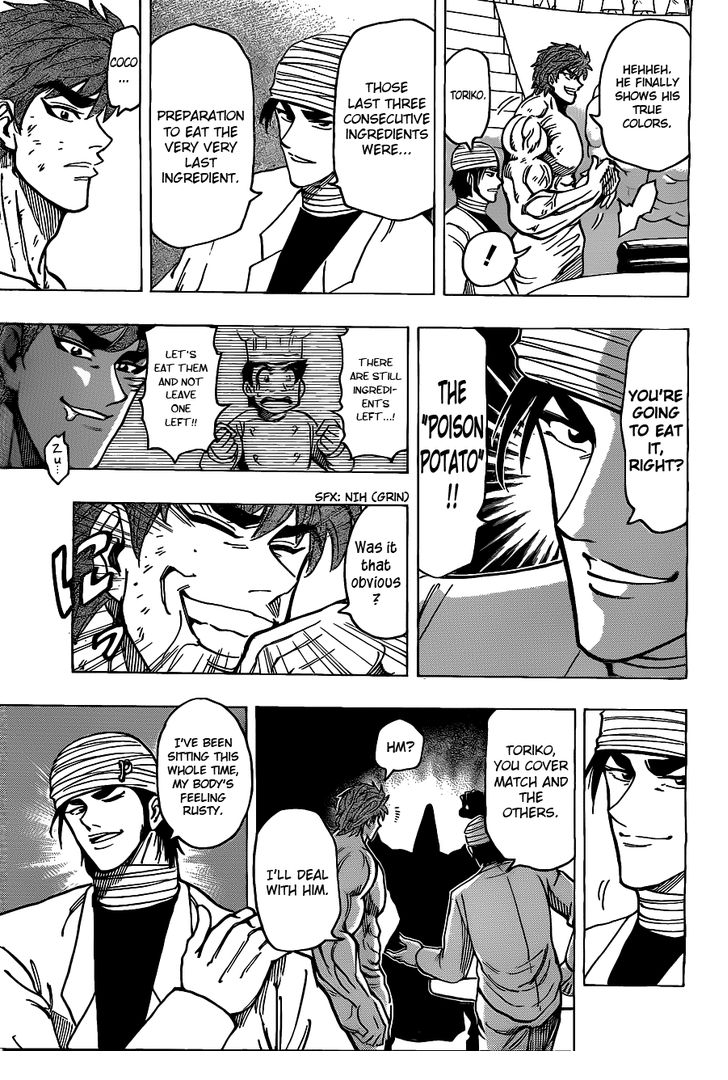 HEHHEH.
HE FINALLY
SHOWS HIS
TRUE
COLORS.
TORIKO.
!
THOSE
LAST THREE
CONSECUTIVE
INGREDIENTS
WERE...
PREPARATION
TO EAT THE
VERY VERY
LAST
INGREDIENT.
COCO
...
YOU'RE
GOING
TO EAT
IT,
RIGHT?
THE
"POISON
POTATO"
!!
THERE
ARE STILL
INGREDI-
ENTS
LEFT...!
LET'S
EAT THEM
AND NOT
LEAVE
ONE
LEFT!!
ZU...
SFX: NIH (GRIN)
Was it
that
obvious
?
TORIKO,
YOU COVER
MATCH AND
THE
OTHERS.
HM?
I'LL DEAL
WITH HIM.
I'VE BEEN
SITTING THIS
WHOLE TIME,
MY BODY'S
FEELING
RUSTY.
P